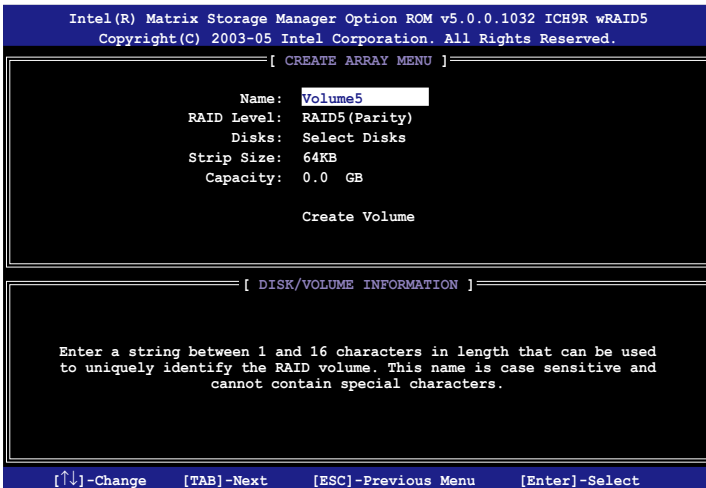 Intel(R) Matrix Storage Manager Option ROM v5.0.0.1032 ICH9R wRAID5
Copyright(C) 2003-05 Intel Corporation. All Rights Reserved.
[ CREATE ARRAY MENU ]
Name: Volume5
RAID Level: RAID5(Parity)
Disks: Select Disks
Strip Size: 64KB
Capacity: 0.0 GB
Create Volume
[ DISK/VOLUME INFORMATION ]
Enter a string between 1 and 16 characters in length that can be used
to uniquely identify the RAID volume. This name is case sensitive and
cannot contain special characters.
[↑↓]-Change [TAB]-Next [ESC]-Previous Menu [Enter]-Select